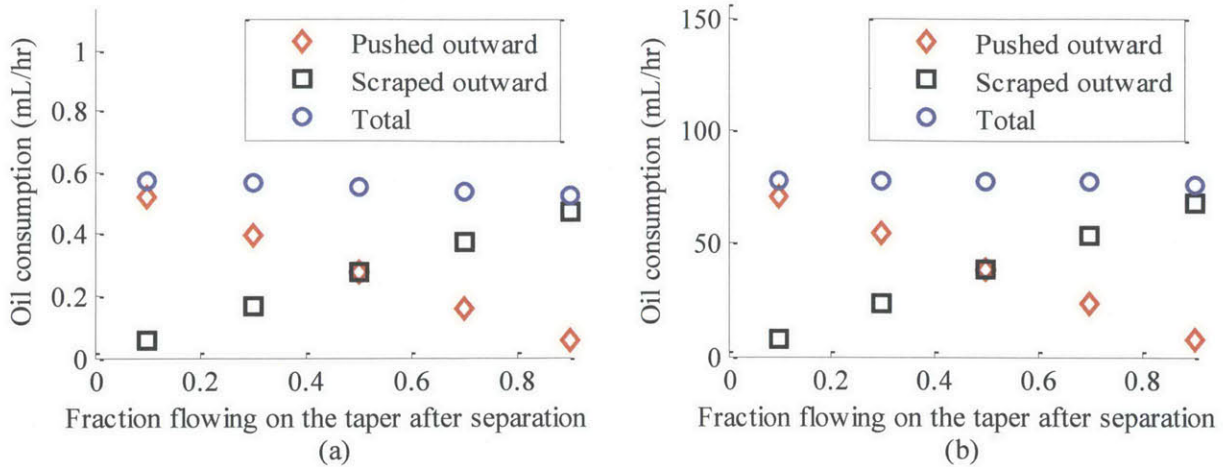 Pushed outward
Scraped outward
Total
Oil consumption (mL/hr)
1
0.8
0.6
0.4
0.2
0
0 0.2 0.4 0.6 0.8
Fraction flowing on the taper after separation
(a)
Pushed outward
Scraped outward
Total
Oil consumption (mL/hr)
150
100
50
0
0 0.2 0.4 0.6 0.8
Fraction flowing on the taper after separation
(b)